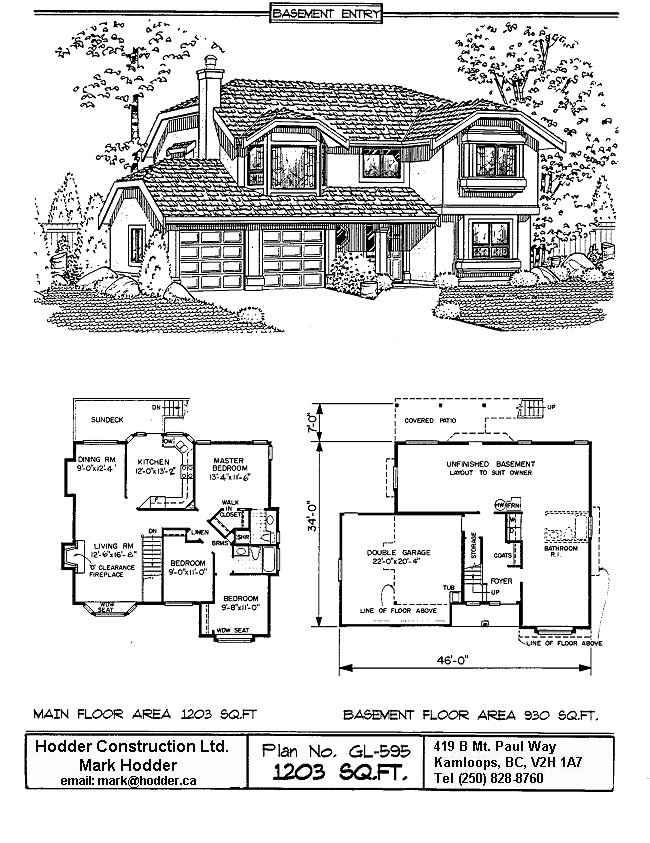 BASEMENT ENTRY
SUNDECK
DN
DINING RM
9'-0"x12'-4"
KITCHEN
12'-0"x13'-2"
DW
MASTER
BEDROOM
13'-4"x11'-6"
WALK
IN
CLOSET
LINEN
BRMS
SHR
DN
LIVING RM
12'-6"x16'-6"
'0' CLEARANCE
FIREPLACE
BEDROOM
9'-0"x11'-0"
BEDROOM
9'-8"x11'-0"
WDW
SEAT
WDW SEAT
7'-0"
34'-0"
COVERED PATIO
UP
UNFINISHED BASEMENT
LAYOUT TO SUIT OWNER
HW
FRN
W
D
DOUBLE GARAGE
22'-0"x20'-4"
STORAGE
COATS
BATHROOM
R.I.
FOYER
TUB
UP
LINE OF FLOOR ABOVE
LINE OF FLOOR ABOVE
46'-0"
MAIN FLOOR AREA 1203 SQ.FT
BASEMENT FLOOR AREA 930 SQ.FT.
Hodder Construction Ltd.
Mark Hodder
email: mark@hodder.ca
Plan No. GL-595
1203 SQ.FT.
419 B Mt. Paul Way
Kamloops, BC, V2H 1A7
Tel (250) 828-8760